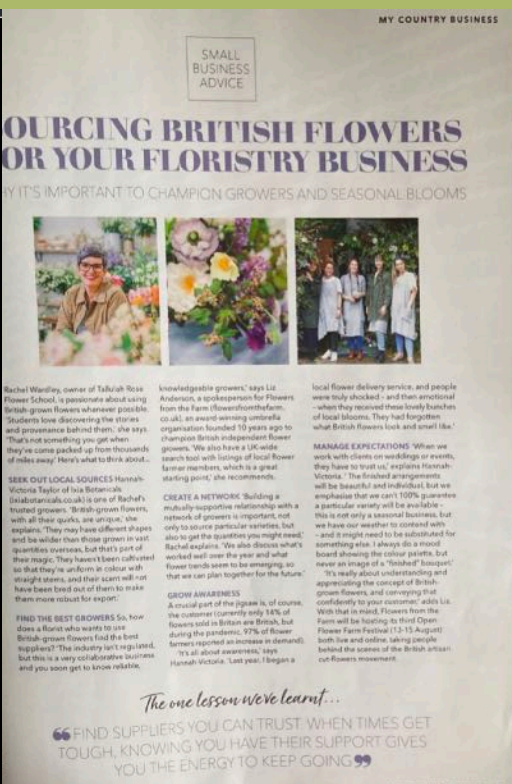 MY COUNTRY BUSINESS
SMALL
BUSINESS
ADVICE
OURCING BRITISH FLOWERS
OR YOUR FLORISTRY BUSINESS
HY IT'S IMPORTANT TO CHAMPION GROWERS AND SEASONAL BLOOMS
Rachel Wardley, owner of Tallulah Rose
Flower School, is passionate about using
British-grown flowers whenever possible.
'Students love discovering the stories
and provenance behind them,' she says.
'That's not something you get when
they've come packed up from thousands
of miles away.' Here's what to think about...
SEEK OUT LOCAL SOURCES Hannah-
Victoria Taylor of Ixia Botanicals
(ixiabotanicals.co.uk) is one of Rachel's
trusted growers. 'British-grown flowers,
with all their quirks, are unique,' she
explains. 'They may have different shapes
and be wilder than those grown in vast
quantities overseas, but that's part of
their magic. They haven't been cultivated
so that they're uniform in colour with
straight stems, and their scent will not
have been bred out of them to make
them more robust for export.'
FIND THE BEST GROWERS So, how
does a florist who wants to use
British-grown flowers find the best
suppliers? 'The industry isn't regulated,
but this is a very collaborative business
and you soon get to know reliable,
knowledgeable growers,' says Liz
Anderson, a spokesperson for Flowers
from the Farm (flowersfromthefarm.
co.uk), an award-winning umbrella
organisation founded 10 years ago to
champion British independent flower
growers. 'We also have a UK-wide
search tool with listings of local flower
farmer members, which is a great
starting point,' she recommends.
CREATE A NETWORK 'Building a
mutually-supportive relationship with a
network of growers is important, not
only to source particular varieties, but
also to get the quantities you might need,'
Rachel explains. 'We also discuss what's
worked well over the year and what
flower trends seem to be emerging, so
that we can plan together for the future.'
GROW AWARENESS
A crucial part of the jigsaw is, of course,
the customer (currently only 14% of
flowers sold in Britain are British, but
during the pandemic, 97% of flower
farmers reported an increase in demand).
'It's all about awareness,' says
Hannah-Victoria. 'Last year, I began a
local flower delivery service, and people
were truly shocked - and then emotional
- when they received these lovely bunches
of local blooms. They had forgotten
what British flowers look and smell like.'
MANAGE EXPECTATIONS 'When we
work with clients on weddings or events,
they have to trust us,' explains Hannah-
Victoria. 'The finished arrangements
will be beautiful and individual, but we
emphasise that we can't 100% guarantee
a particular variety will be available -
this is not only a seasonal business, but
we have our weather to contend with
- and it might need to be substituted for
something else. I always do a mood
board showing the colour palette, but
never an image of a "finished" bouquet.'
'It's really about understanding and
appreciating the concept of British-
grown flowers, and conveying that
confidently to your customer,' adds Liz.
With that in mind, Flowers from the
Farm will be hosting its third Open
Flower Farm Festival (13-15 August)
both live and online, taking people
behind the scenes of the British artisan
cut-flowers movement.
The one lesson we've learnt...
“FIND SUPPLIERS YOU CAN TRUST. WHEN TIMES GET
TOUGH, KNOWING YOU HAVE THEIR SUPPORT GIVES
YOU THE ENERGY TO KEEP GOING”